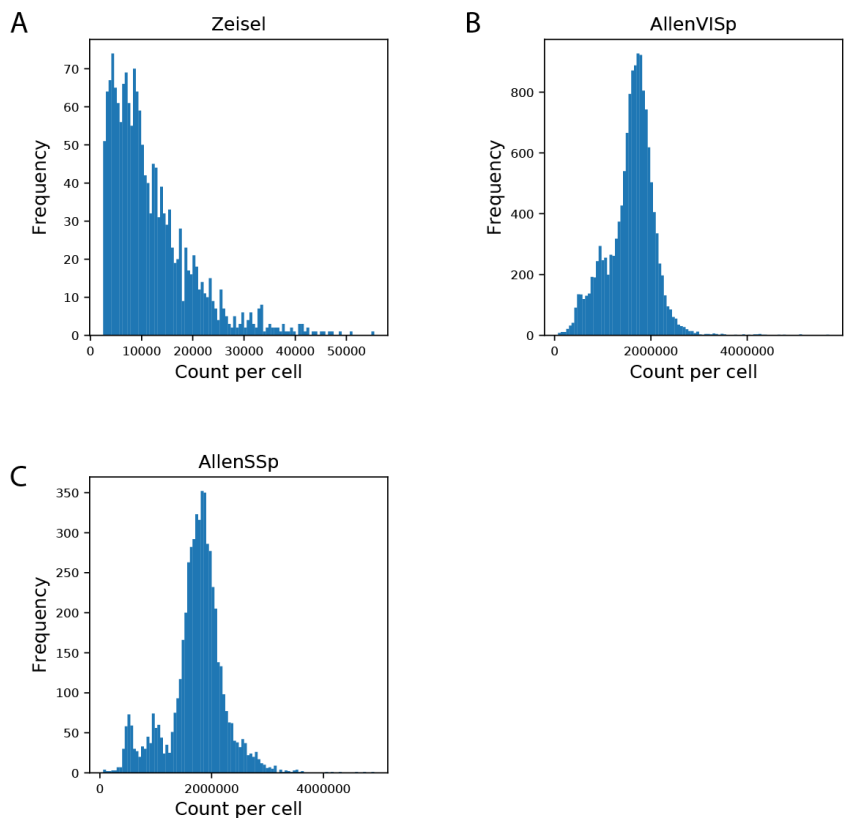 A
Zeisel
70
60
50
40
30
20
10
0
Frequency
0 10000 20000 30000 40000 50000
Count per cell
B
AllenVISp
800
600
400
200
0
Frequency
0 2000000 4000000
Count per cell
C
AllenSSp
350
300
250
200
150
100
50
0
Frequency
0 2000000 4000000
Count per cell